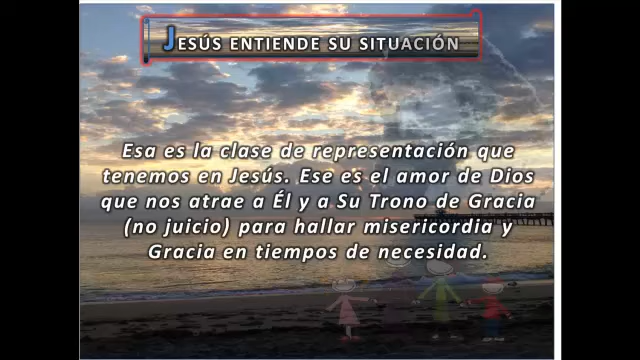 JESÚS ENTIENDE SU SITUACIÓN
Esa es la clase de representación que
tenemos en Jesús. Ese es el amor de Dios
que nos atrae a Él y a Su Trono de Gracia
(no juicio) para hallar misericordia y
Gracia en tiempos de necesidad.